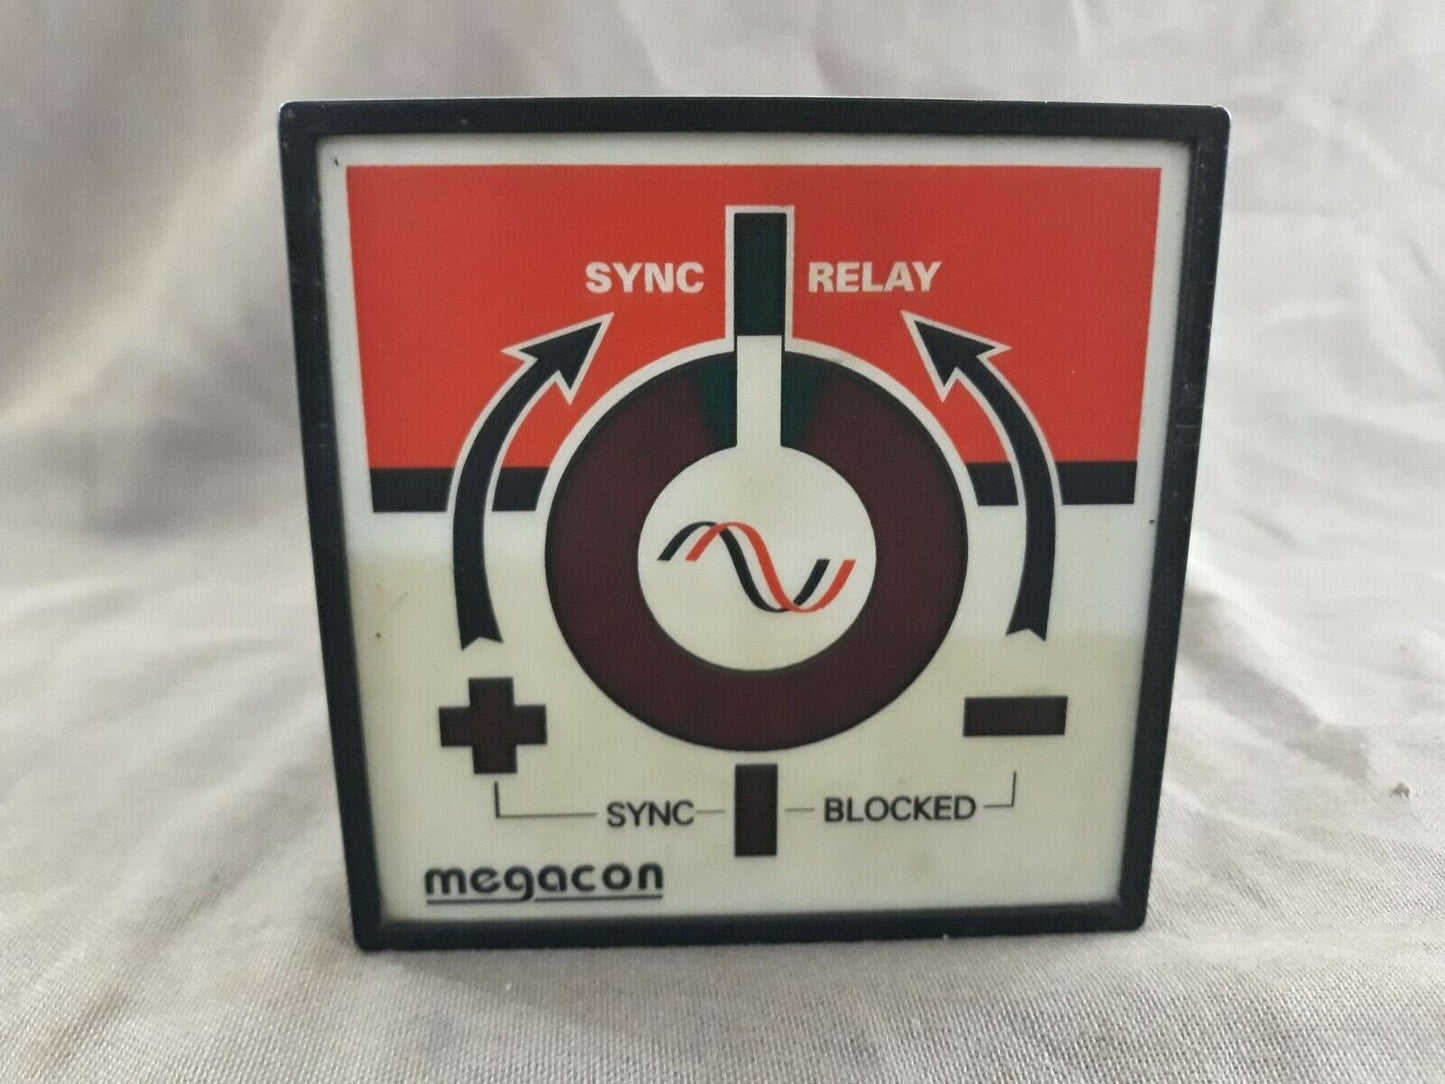 SYNC RELAY
+ -
SYNC BLOCKED
megacon